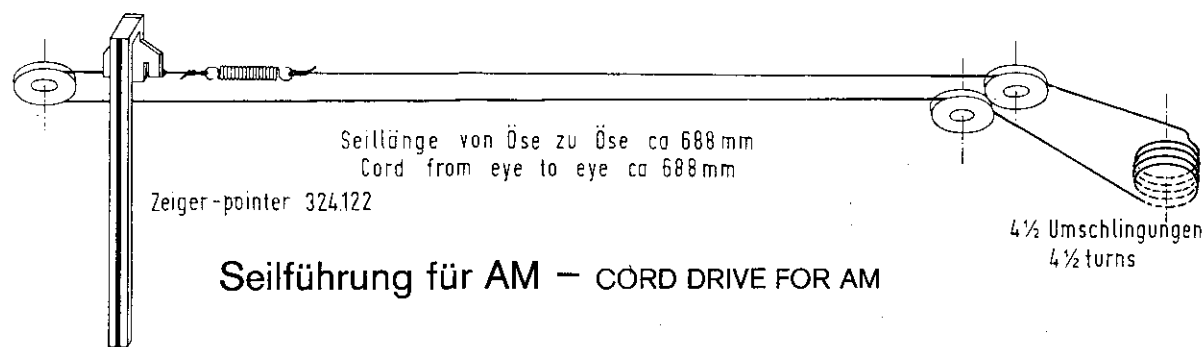 Seillänge von Öse zu Öse ca 688mm
Cord from eye to eye ca 688mm
Zeiger-pointer 324.122
4½ Umschlingungen
4½ turns
Seilführung für AM – CORD DRIVE FOR AM